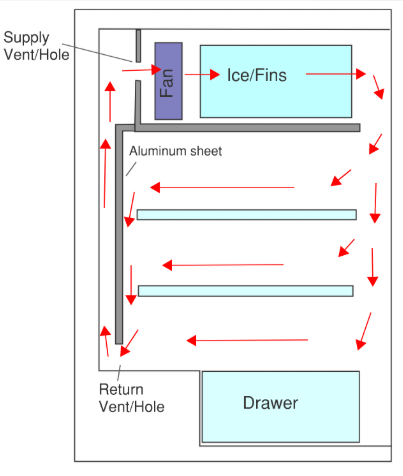 Supply
Vent/Hole
Fan
Ice/Fins
Aluminum sheet
Return
Vent/Hole
Drawer